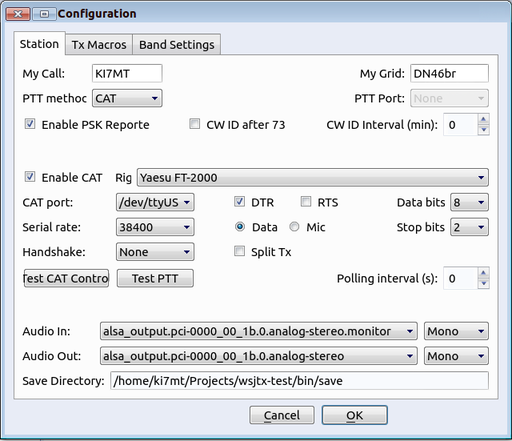 Configuration
Station Tx Macros Band Settings
My Call: KI7MT My Grid: DN46br
PTT methoc CAT PTT Port: None
Enable PSK Reporte CW ID after 73 CW ID Interval (min): 0
Enable CAT Rig Yaesu FT-2000
CAT port: /dev/ttyUS DTR RTS Data bits 8
Serial rate: 38400 Data Mic Stop bits 2
Handshake: None Split Tx
Test CAT Contro Test PTT Polling interval (s): 0
Audio In: alsa_output.pci-0000_00_1b.0.analog-stereo.monitor Mono
Audio Out: alsa_output.pci-0000_00_1b.0.analog-stereo Mono
Save Directory: /home/ki7mt/Projects/wsjtx-test/bin/save
Cancel OK